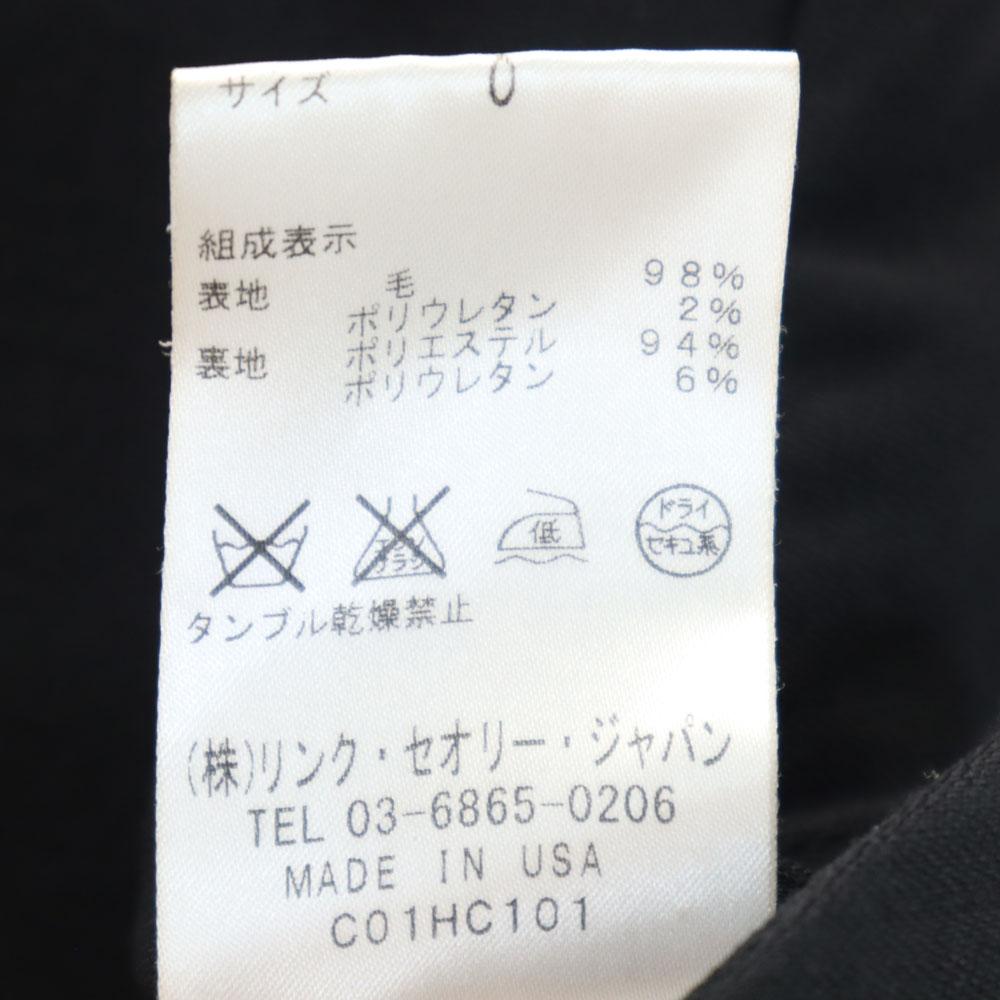 サイズ 0
組成表示
表地 毛 98%
ポリウレタン 2%
裏地 ポリエステル 94%
ポリウレタン 6%
低
ドライ
セキユ系
タンブル乾燥禁止
(株)リンク・セオリー・ジャパン
TEL 03-6865-0206
MADE IN USA
C01HC101